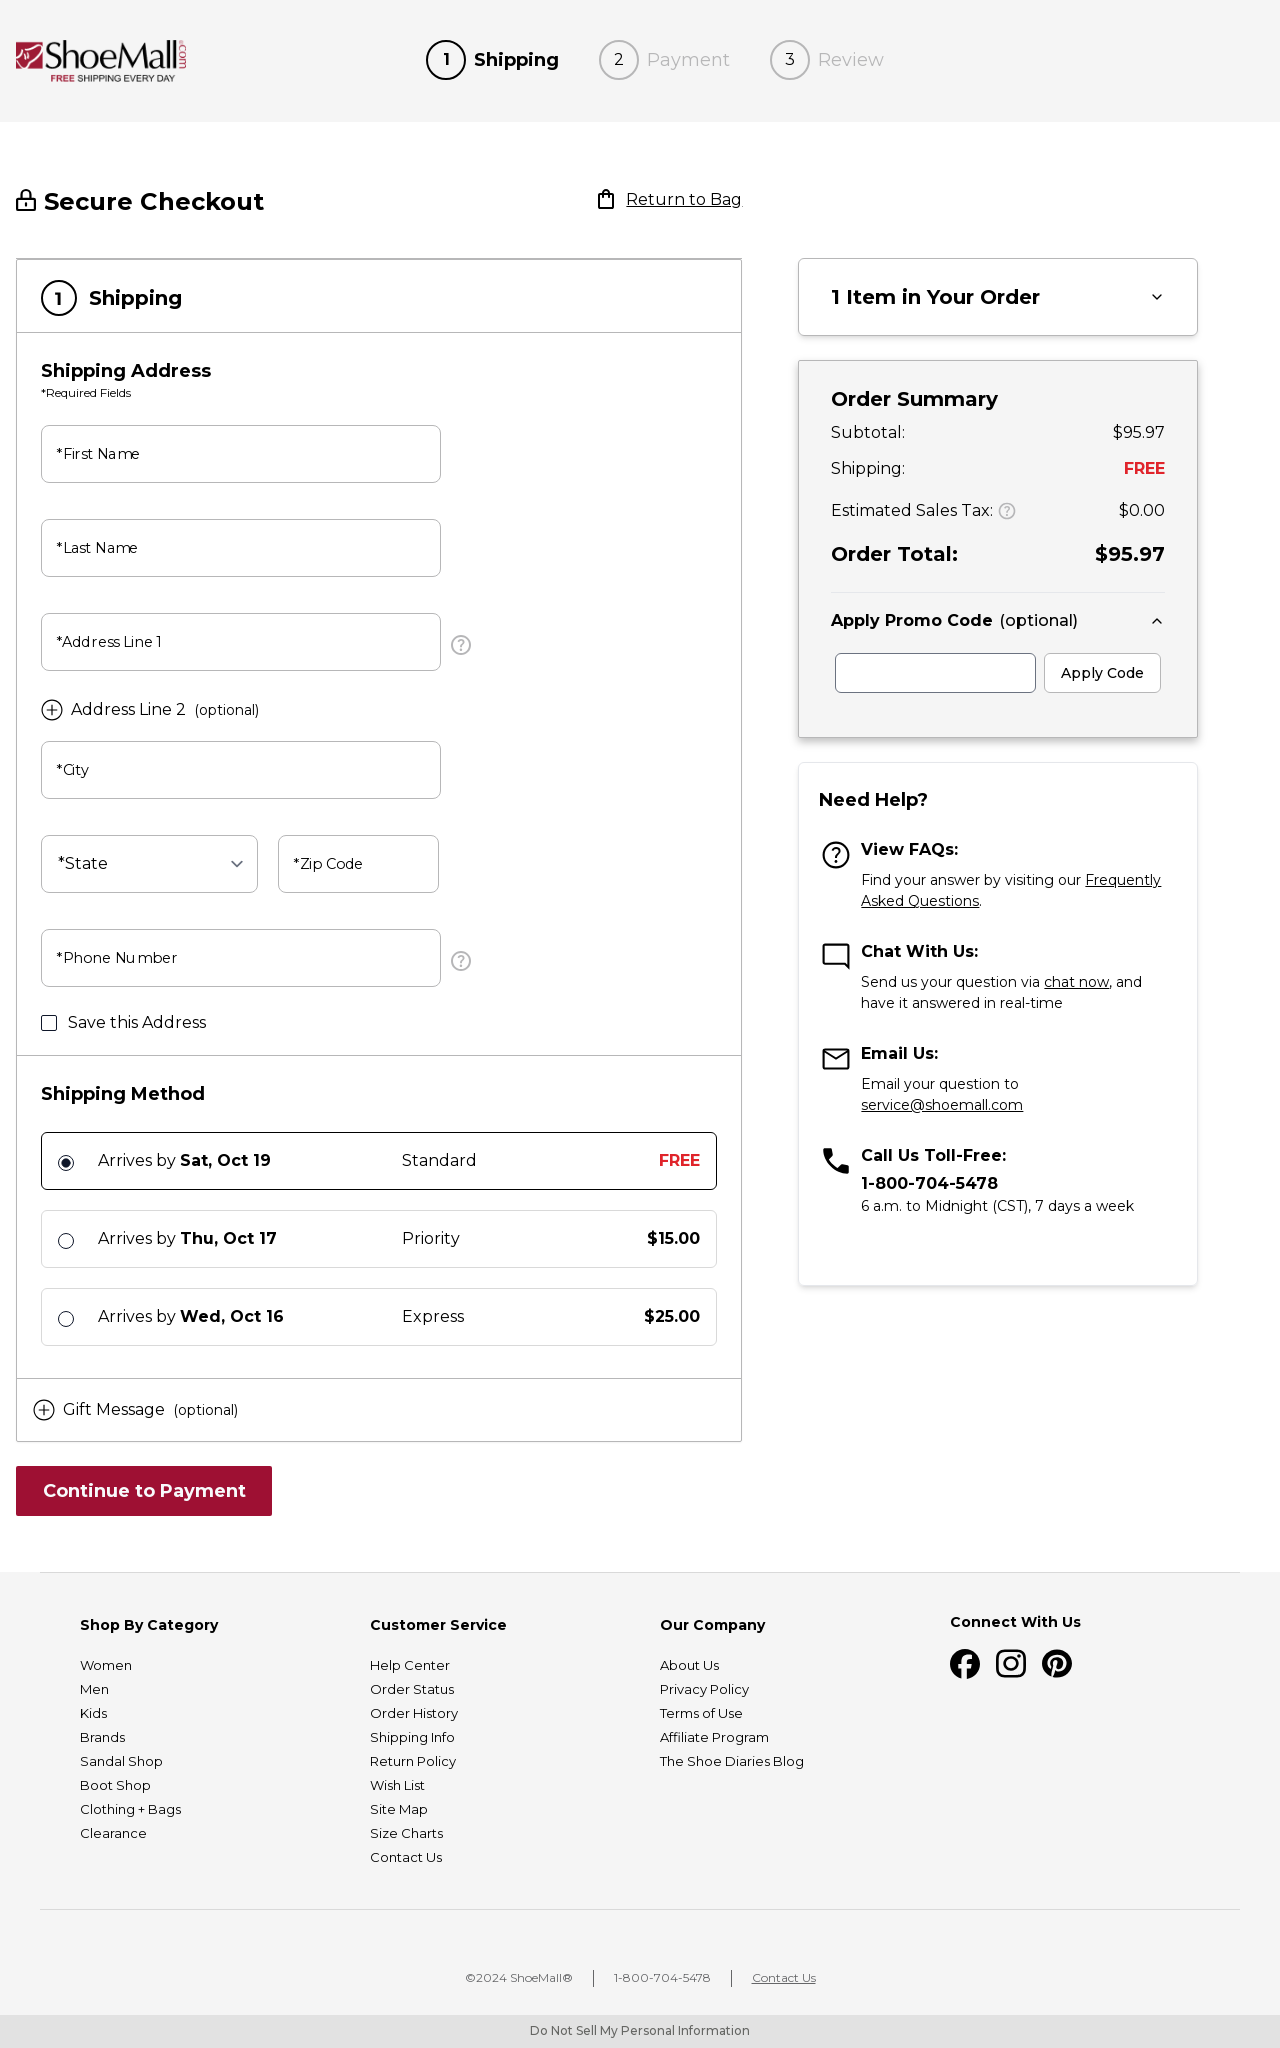 ShoeMall.com
FREE SHIPPING EVERY DAY
1 Shipping
2 Payment
3 Review
Secure Checkout
Return to Bag
1 Shipping
Shipping Address
*Required Fields
*First Name
*Last Name
*Address Line 1
Address Line 2 (optional)
*City
*State
*Zip Code
*Phone Number
Save this Address
Shipping Method
Arrives by Sat, Oct 19 Standard FREE
Arrives by Thu, Oct 17 Priority $15.00
Arrives by Wed, Oct 16 Express $25.00
Gift Message (optional)
Continue to Payment
1 Item in Your Order
Order Summary
Subtotal: $95.97
Shipping: FREE
Estimated Sales Tax: $0.00
Order Total: $95.97
Apply Promo Code (optional)
Apply Code
Need Help?
View FAQs:
Find your answer by visiting our Frequently
Asked Questions.
Chat With Us:
Send us your question via chat now, and
have it answered in real-time
Email Us:
Email your question to
service@shoemall.com
Call Us Toll-Free:
1-800-704-5478
6 a.m. to Midnight (CST), 7 days a week
Shop By Category
Women
Men
Kids
Brands
Sandal Shop
Boot Shop
Clothing + Bags
Clearance
Customer Service
Help Center
Order Status
Order History
Shipping Info
Return Policy
Wish List
Site Map
Size Charts
Contact Us
Our Company
About Us
Privacy Policy
Terms of Use
Affiliate Program
The Shoe Diaries Blog
Connect With Us
©2024 ShoeMall®
1-800-704-5478
Contact Us
Do Not Sell My Personal Information